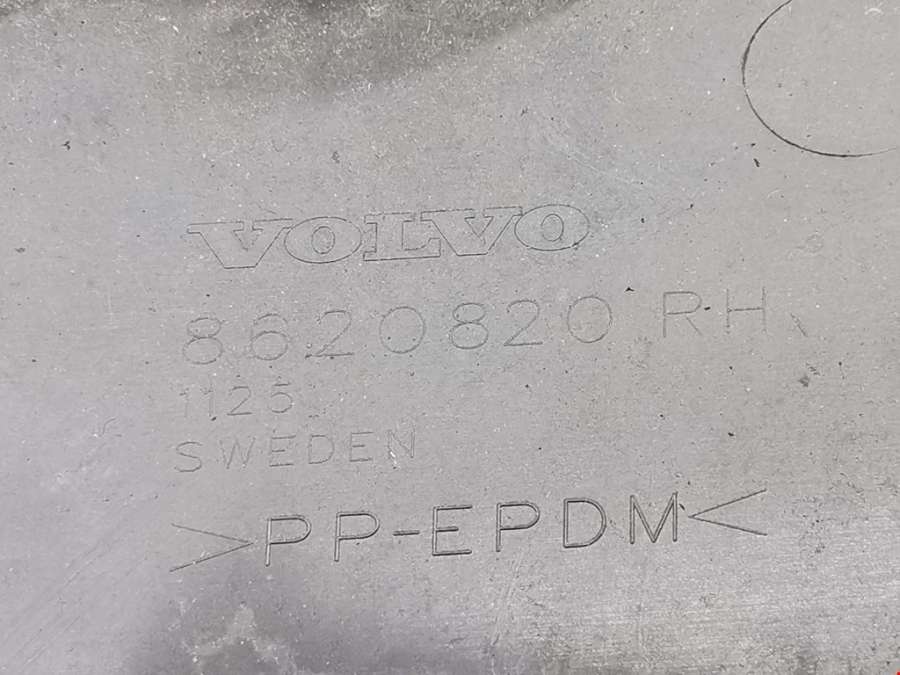 VOLVO
8620820 RH
1125
SWEDEN
>PP-EPDM<